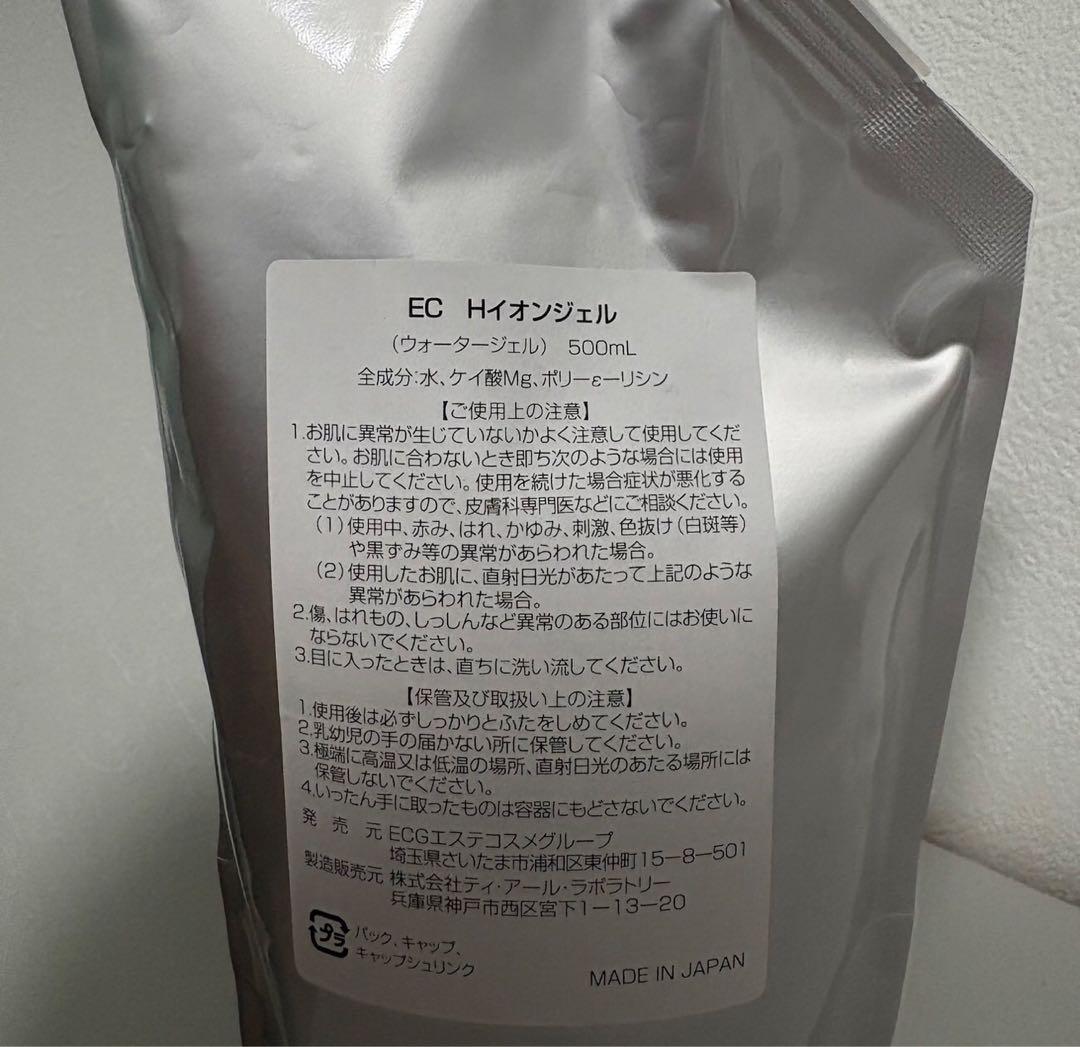 EC Hイオンジェル
(ウォータージェル) 500mL
全成分:水、ケイ酸Mg、ポリーεーリシン
【ご使用上の注意】
1.お肌に異常が生じていないかよく注意して使用してくだ
さい。お肌に合わないとき即ち次のような場合には使用
を中止してください。使用を続けた場合症状が悪化する
ことがありますので、皮膚科専門医などにご相談ください。
(1)使用中、赤み、はれ、かゆみ、刺激、色抜け(白斑等)
や黒ずみ等の異常があらわれた場合。
(2)使用したお肌に、直射日光があたって上記のような
異常があらわれた場合。
2.傷、はれもの、しっしんなど異常のある部位にはお使いに
ならないでください。
3.目に入ったときは、直ちに洗い流してください。
【保管及び取扱い上の注意】
1.使用後は必ずしっかりとふたをしめてください。
2.乳幼児の手の届かない所に保管してください。
3.極端に高温又は低温の場所、直射日光のあたる場所には
保管しないでください。
4.いったん手に取ったものは容器にもどさないでください。
発売元 ECGエステコスメグループ
埼玉県さいたま市浦和区東仲町15-8-501
製造販売元 株式会社ティ・アール・ラボラトリー
兵庫県神戸市西区宮下1-13-20
プラ パック、キャップ、
キャップシュリンク
MADE IN JAPAN